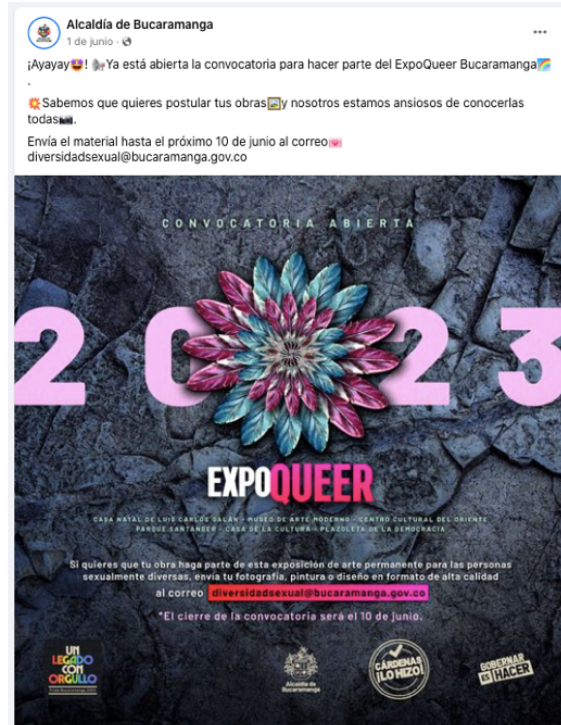 Alcaldía de Bucaramanga
1 de junio ·
¡Ayayay🤩! 🗣Ya está abierta la convocatoria para hacer parte del ExpoQueer Bucaramanga
.
💥Sabemos que quieres postular tus obras🖼y nosotros estamos ansiosos de conocerlas
todas📷.
Envía el material hasta el próximo 10 de junio al correo💌
diversidadsexual@bucaramanga.gov.co
CONVOCATORIA ABIERTA
2023
EXPOQUEER
CASA NATAL DE LUIS CARLOS GALÁN - MUSEO DE ARTE MODERNO - CENTRO CULTURAL DEL ORIENTE
PARQUE SANTANDER - CASA DE LA CULTURA - PLAZOLETA DE LA DEMOCRACIA
Si quieres que tu obra haga parte de esta exposición de arte permanente para las personas
sexualmente diversas, envía tu fotografía, pintura o diseño en formato de alta calidad
al correo diversidadsexual@bucaramanga.gov.co
*El cierre de la convocatoria será el 10 de junio.
UN
LEGADO
CON
ORGULLO
Alcaldía de
Bucaramanga
CÁRDENAS
¡LO HIZO!
GOBERNAR
ES HACER